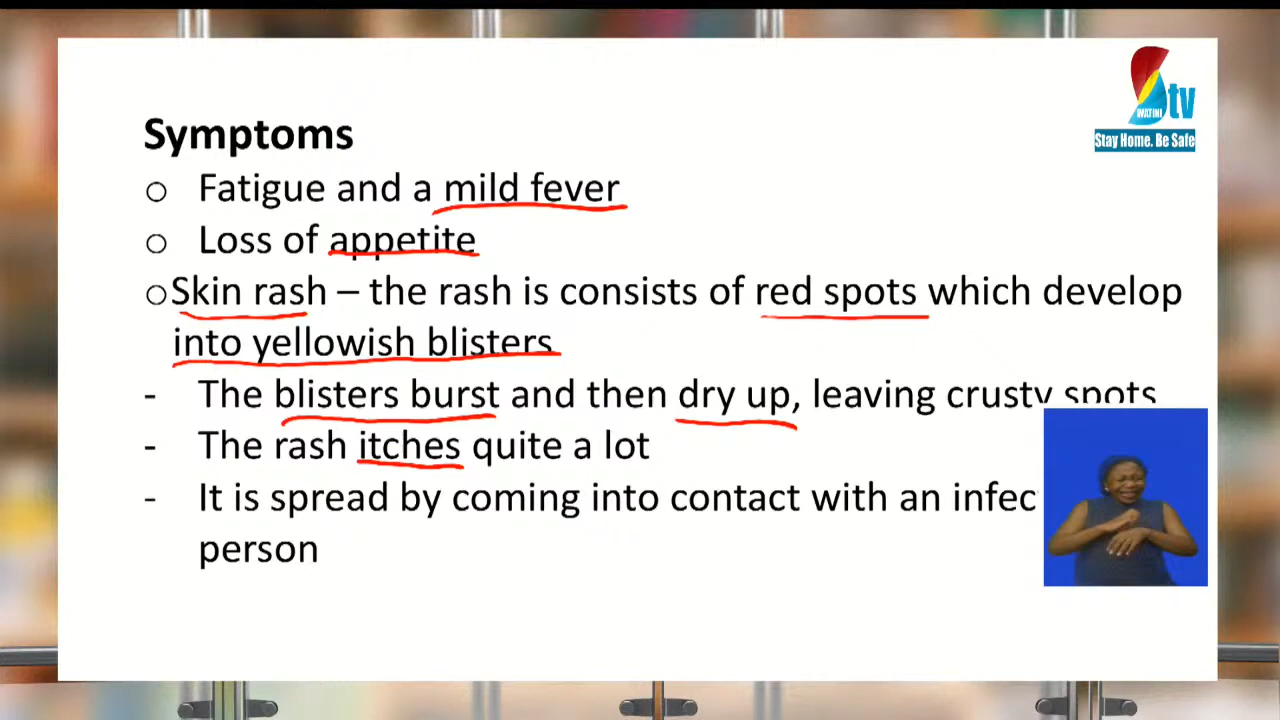 Symptoms
o Fatigue and a mild fever
o Loss of appetite
o Skin rash – the rash is consists of red spots which develop
into yellowish blisters
- The blisters burst and then dry up, leaving crusty spots
- The rash itches quite a lot
- It is spread by coming into contact with an infec
person
tv
WATINI
Stay Home. Be Safe